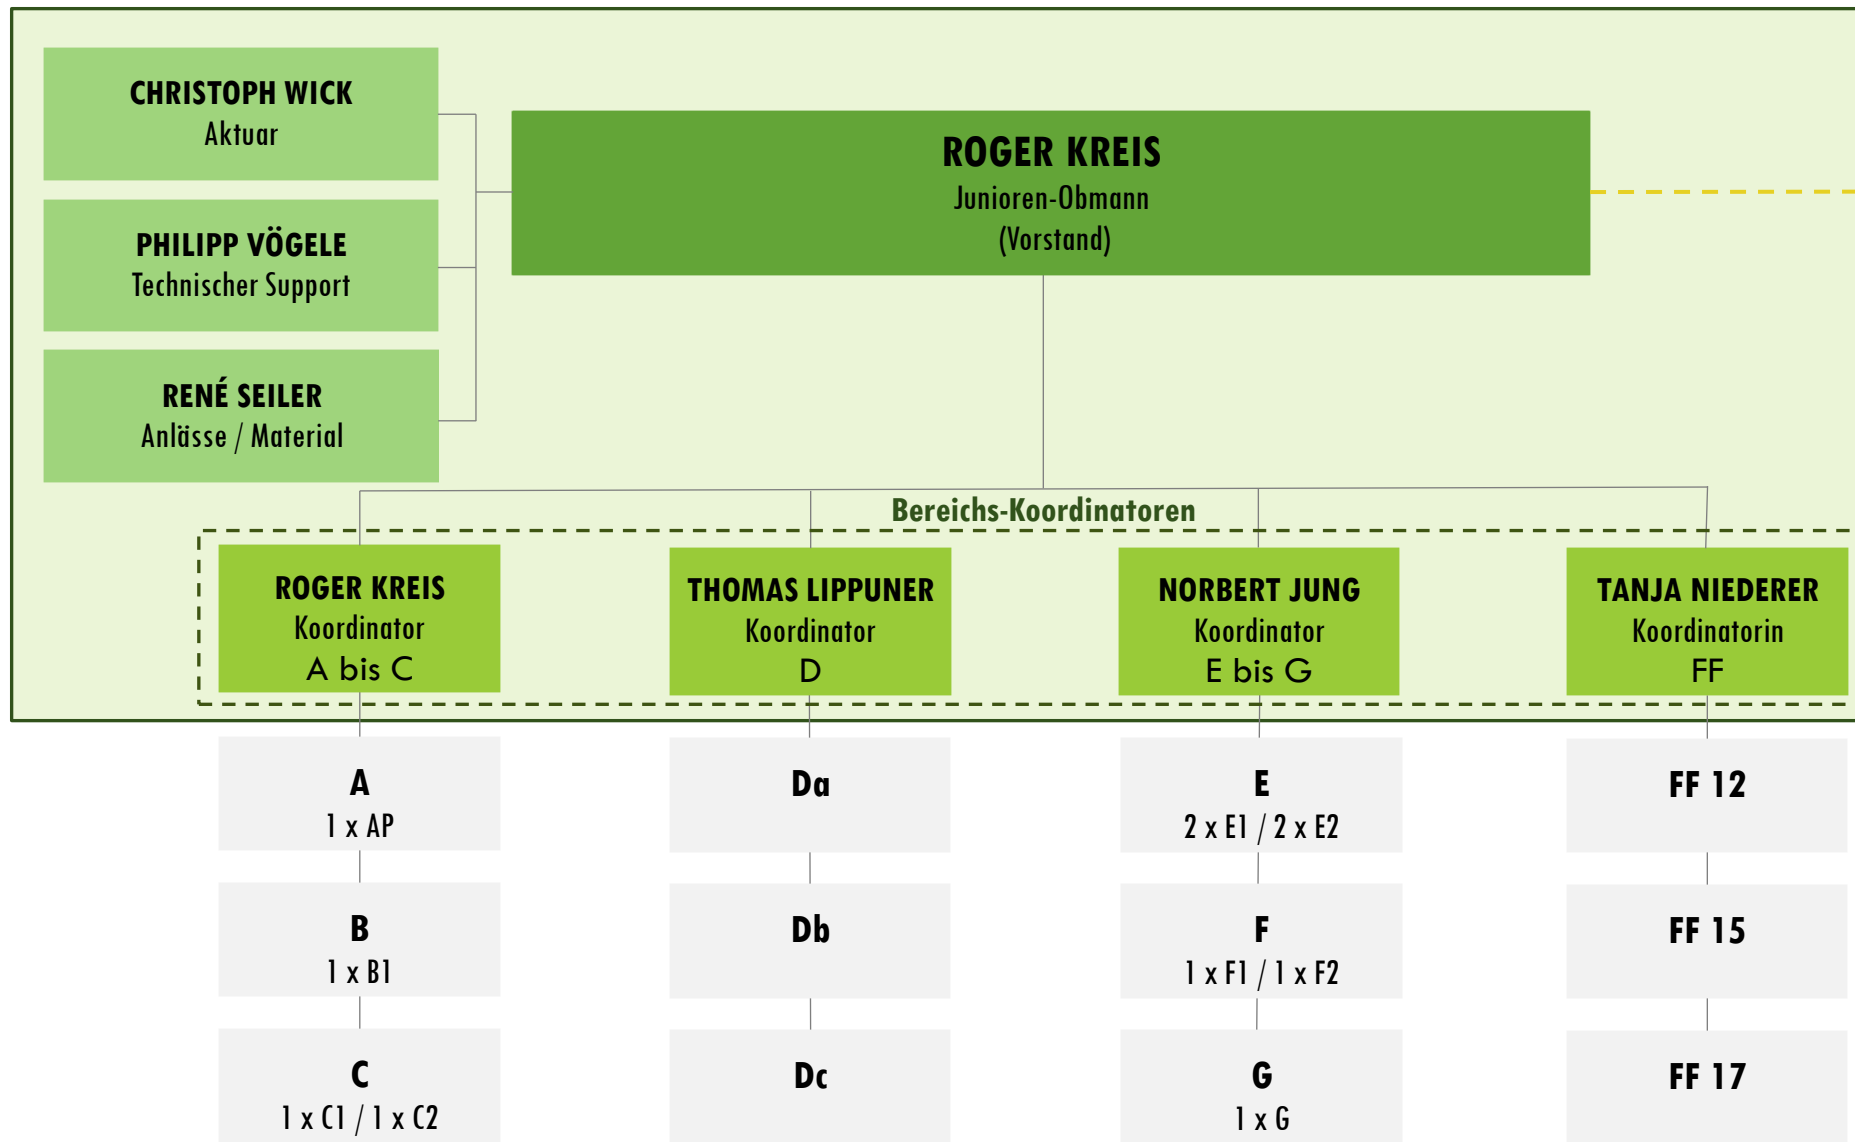 CHRISTOPH WICK
Aktuar
PHILIPP VÖGELE
Technischer Support
RENÉ SEILER
Anlässe / Material
ROGER KREIS
Junioren-Obmann
(Vorstand)
Bereichs-Koordinatoren
ROGER KREIS
Koordinator
A bis C
THOMAS LIPPUNER
Koordinator
D
NORBERT JUNG
Koordinator
E bis G
TANJA NIEDERER
Koordinatorin
FF
A
1 x AP
B
1 x B1
C
1 x C1 / 1 x C2
Da
Db
Dc
E
2 x E1 / 2 x E2
F
1 x F1 / 1 x F2
G
1 x G
FF 12
FF 15
FF 17